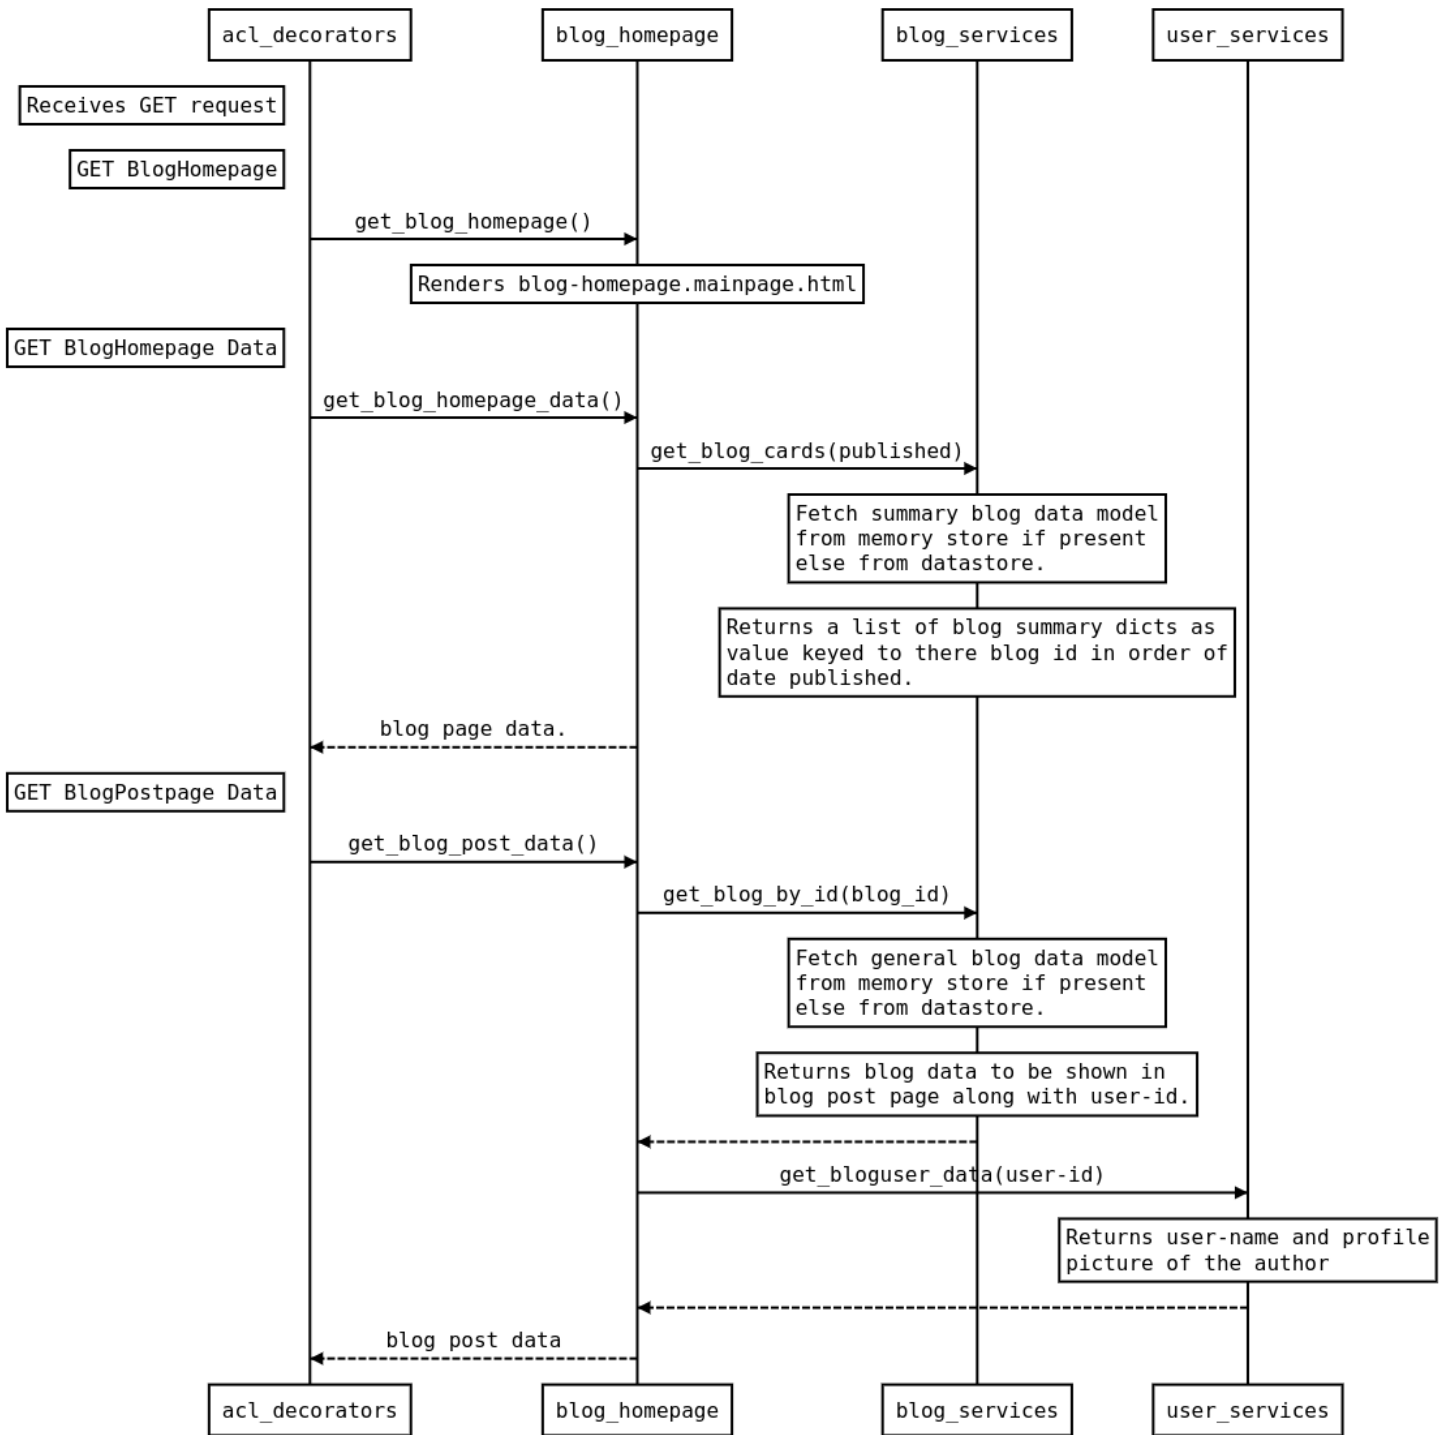 acl_decorators
blog_homepage
blog_services
user_services
Receives GET request
GET BlogHomepage
get_blog_homepage()
Renders blog-homepage.mainpage.html
GET BlogHomepage Data
get_blog_homepage_data()
get_blog_cards(published)
Fetch summary blog data model
from memory store if present
else from datastore.
Returns a list of blog summary dicts as
value keyed to there blog id in order of
date published.
blog page data.
GET BlogPostpage Data
get_blog_post_data()
get_blog_by_id(blog_id)
Fetch general blog data model
from memory store if present
else from datastore.
Returns blog data to be shown in
blog post page along with user-id.
get_bloguser_data(user-id)
Returns user-name and profile
picture of the author
blog post data
acl_decorators
blog_homepage
blog_services
user_services